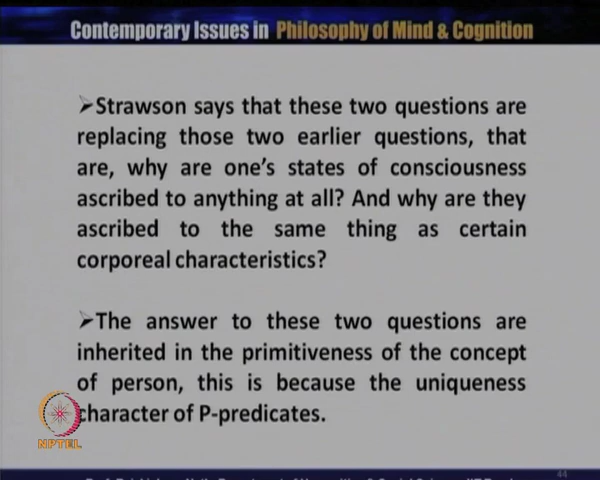 Contemporary Issues in Philosophy of Mind & Cognition
➢Strawson says that these two questions are
replacing those two earlier questions, that
are, why are one's states of consciousness
ascribed to anything at all? And why are they
ascribed to the same thing as certain
corporeal characteristics?
➢The answer to these two questions are
inherited in the primitiveness of the concept
of person, this is because the uniqueness
character of P-predicates.
NPTEL
44